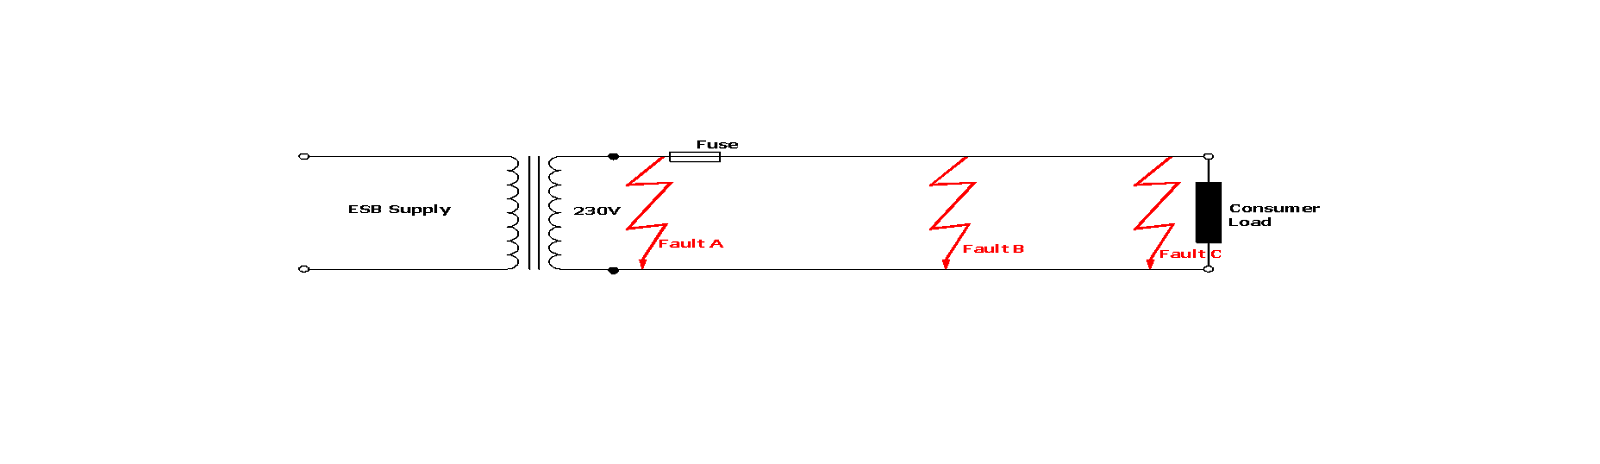 Fuse
ESB Supply
230V
Consumer
Load
Fault A
Fault B
Fault C